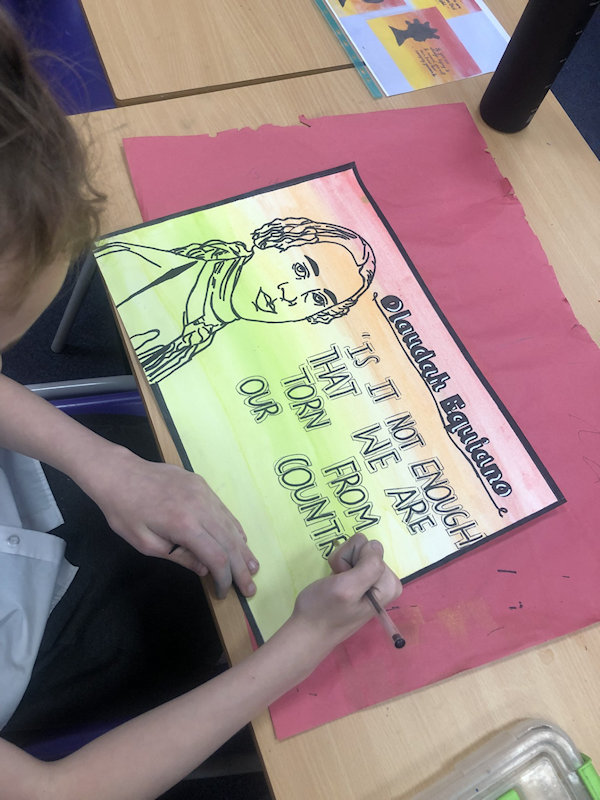 Olaudah Equiano
"IS IT NOT ENOUGH
THAT WE ARE
TORN FROM
OUR COUNTR